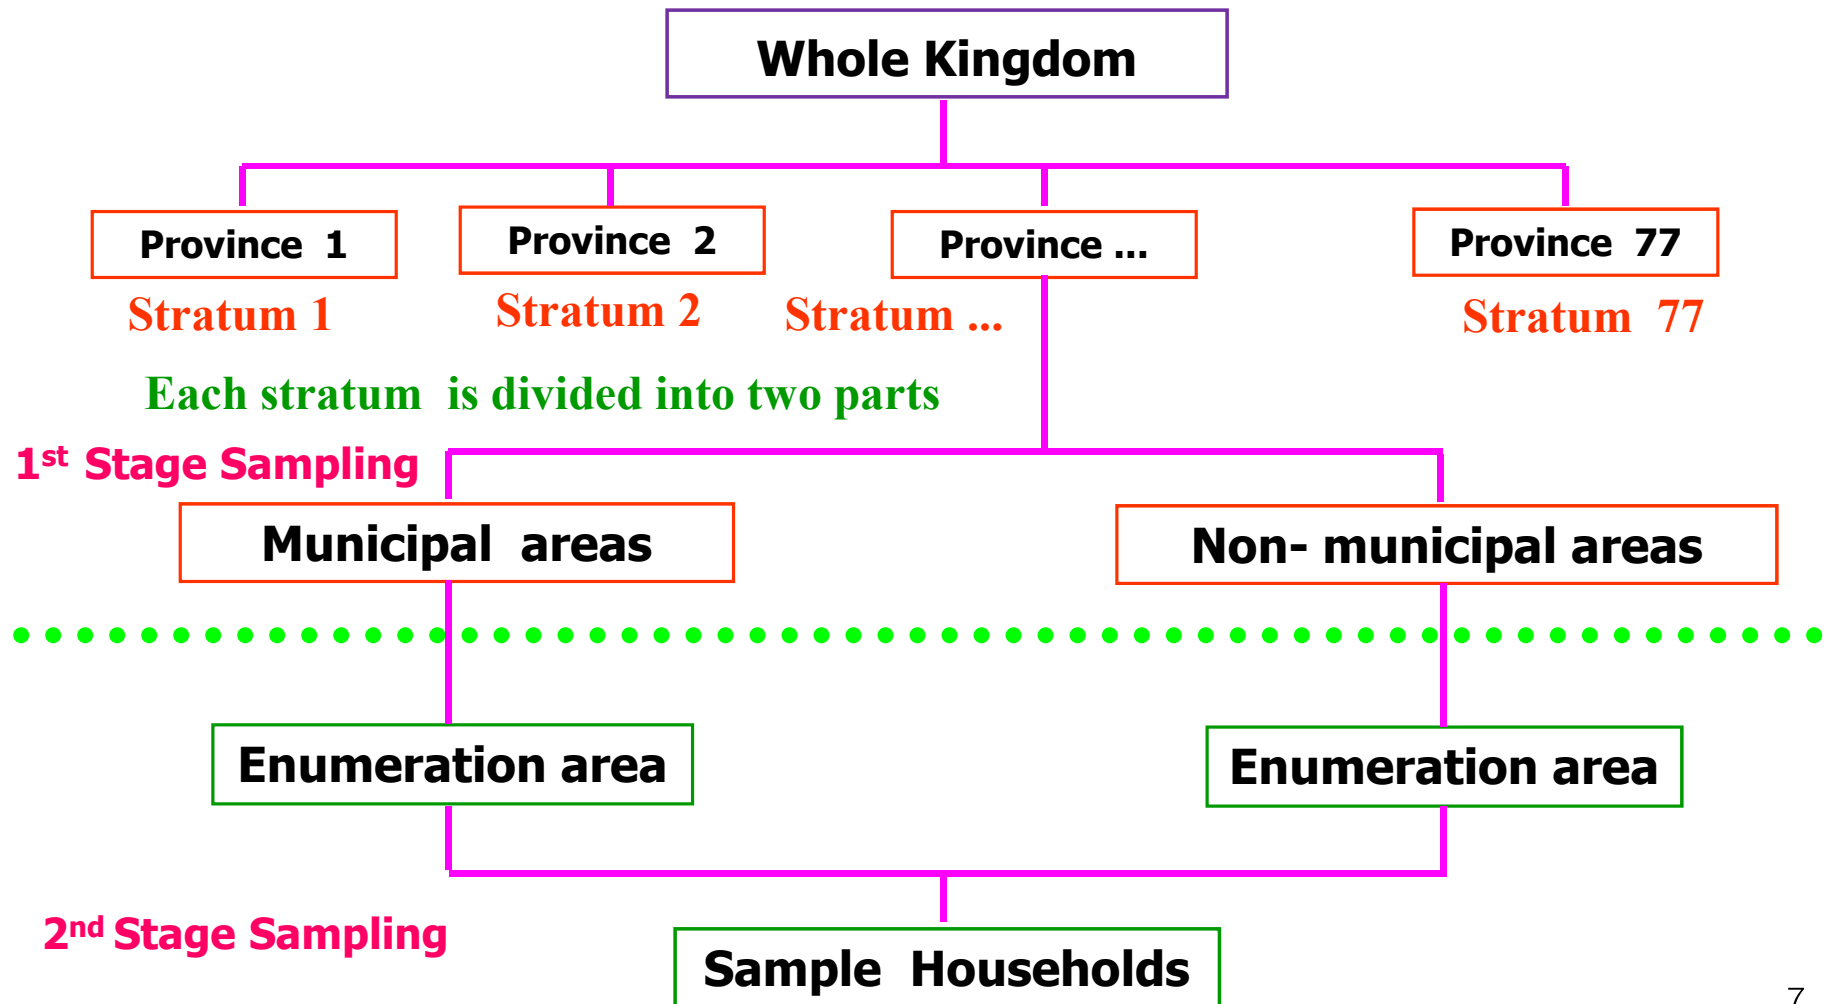 Whole Kingdom
Province 1
Province 2
Province ...
Province 77
Stratum 1
Stratum 2
Stratum ...
Stratum 77
Each stratum is divided into two parts
1st Stage Sampling
Municipal areas
Non- municipal areas
Enumeration area
Enumeration area
2nd Stage Sampling
Sample Households
7